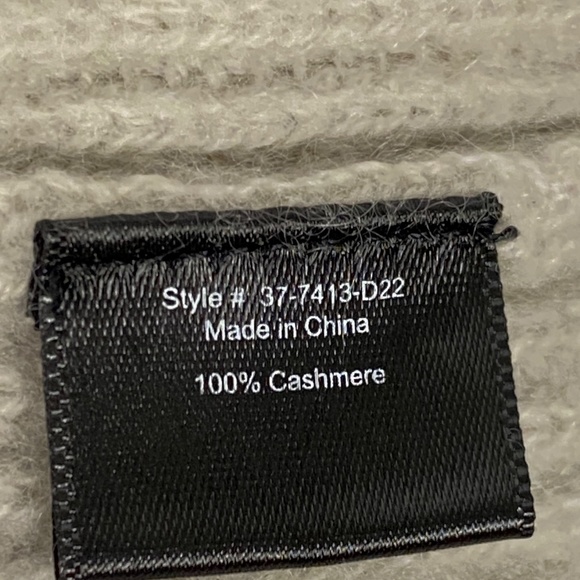 Style # 37-7413-D22
Made in China
100% Cashmere